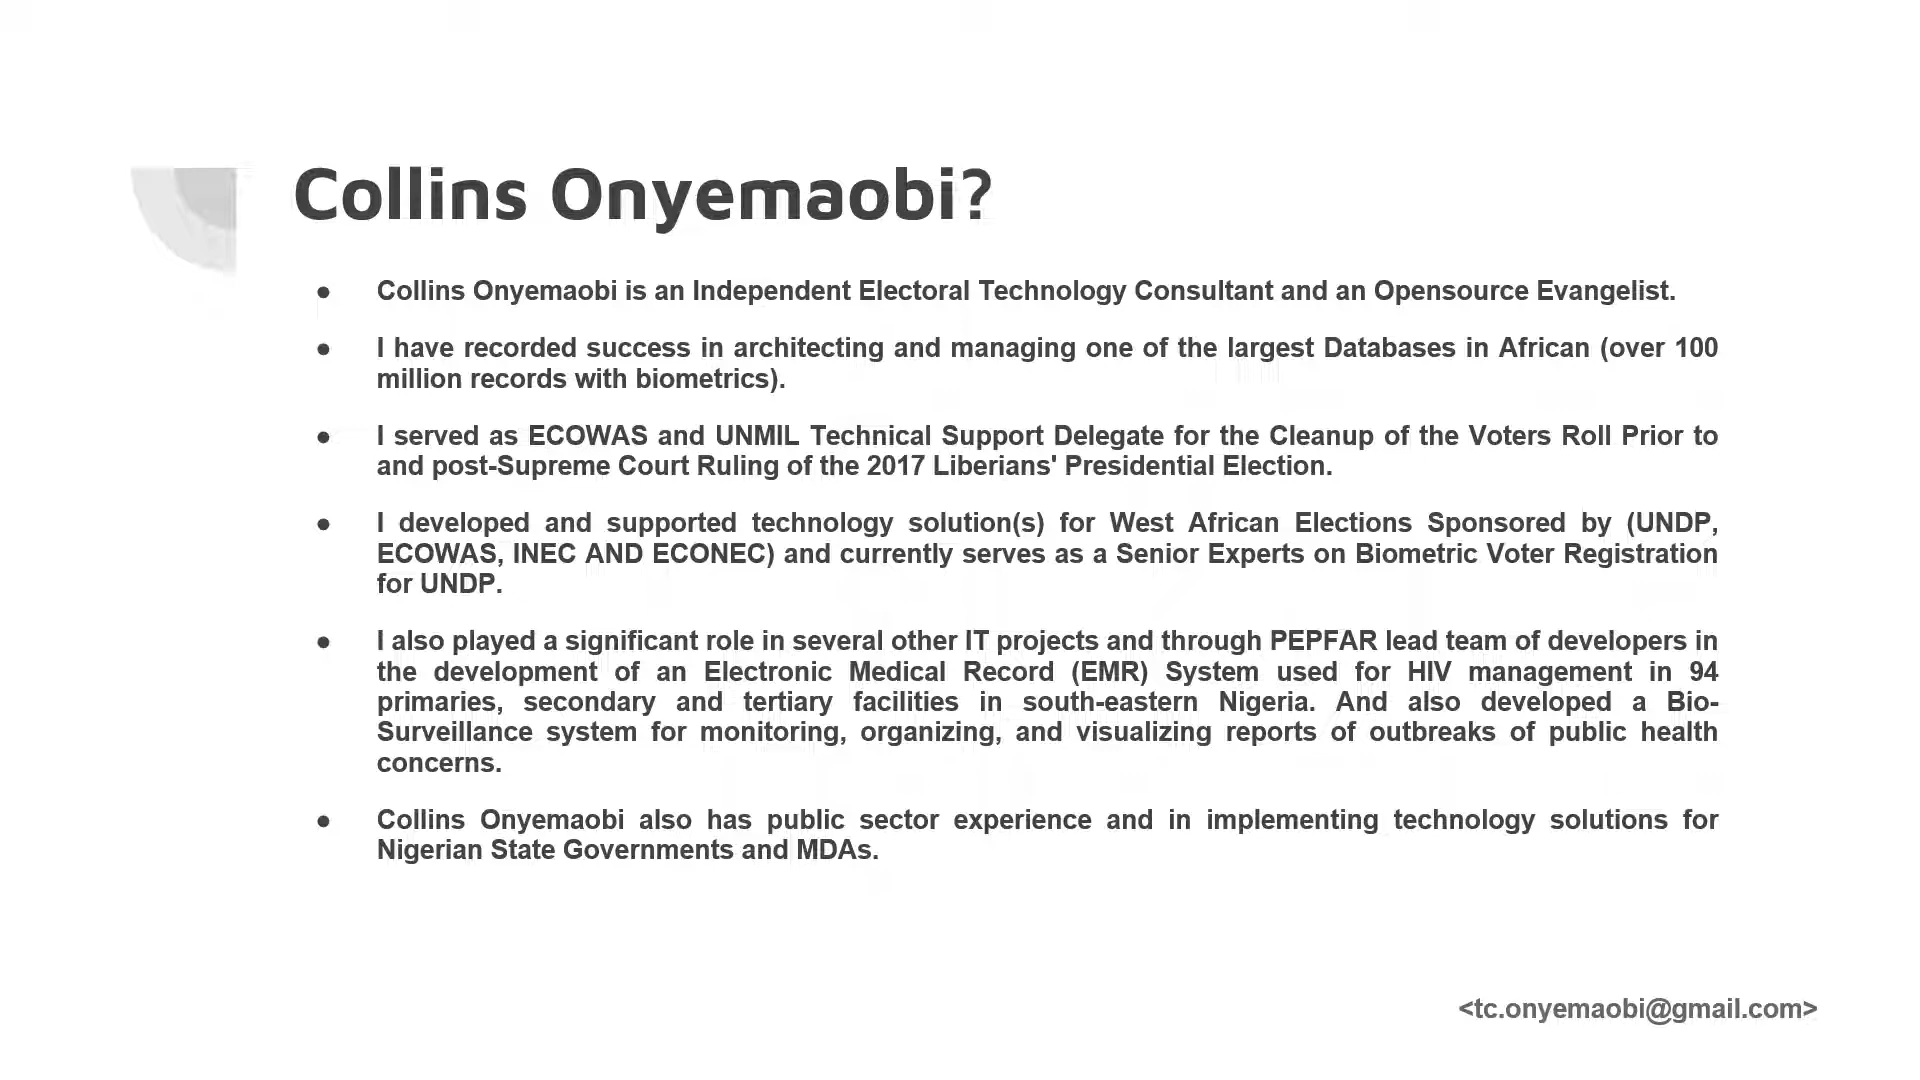 Collins Onyemaobi?
● Collins Onyemaobi is an Independent Electoral Technology Consultant and an Opensource Evangelist.
● I have recorded success in architecting and managing one of the largest Databases in African (over 100
million records with biometrics).
● I served as ECOWAS and UNMIL Technical Support Delegate for the Cleanup of the Voters Roll Prior to
and post-Supreme Court Ruling of the 2017 Liberians' Presidential Election.
● I developed and supported technology solution(s) for West African Elections Sponsored by (UNDP,
ECOWAS, INEC AND ECONEC) and currently serves as a Senior Experts on Biometric Voter Registration
for UNDP.
● I also played a significant role in several other IT projects and through PEPFAR lead team of developers in
the development of an Electronic Medical Record (EMR) System used for HIV management in 94
primaries, secondary and tertiary facilities in south-eastern Nigeria. And also developed a Bio-
Surveillance system for monitoring, organizing, and visualizing reports of outbreaks of public health
concerns.
● Collins Onyemaobi also has public sector experience and in implementing technology solutions for
Nigerian State Governments and MDAs.
<tc.onyemaobi@gmail.com>